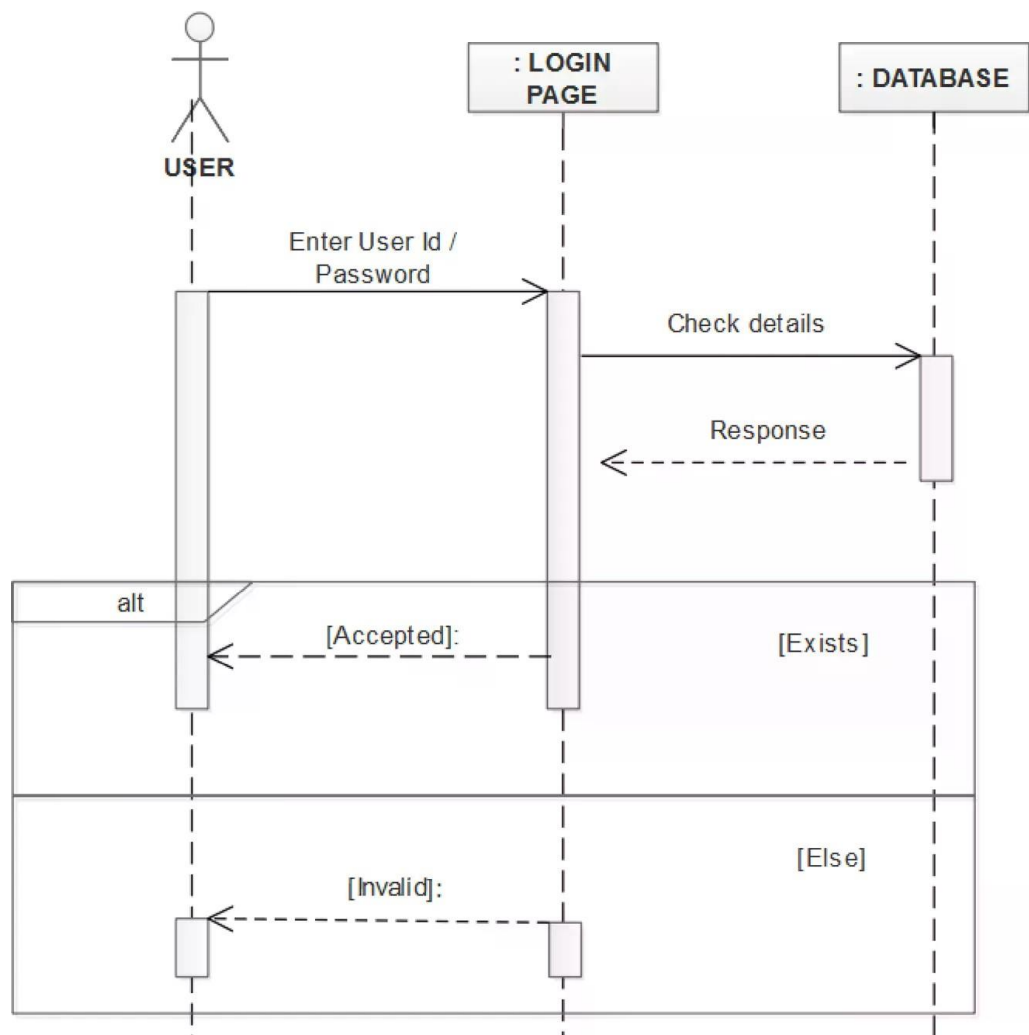 : LOGIN
PAGE
: DATABASE
USER
Enter User Id /
Password
Check details
Response
alt
[Accepted]:
[Exists]
[Else]
[Invalid]: